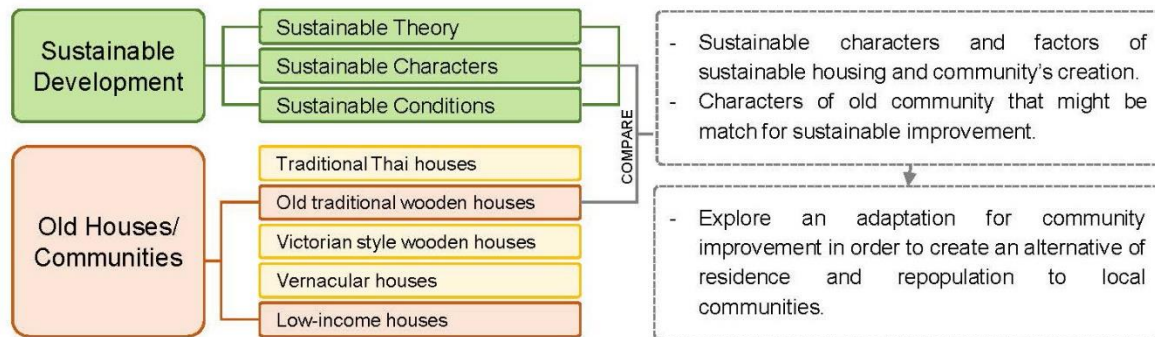 Sustainable
Development
Sustainable Theory
Sustainable Characters
Sustainable Conditions
Old Houses/
Communities
Traditional Thai houses
Old traditional wooden houses
Victorian style wooden houses
Vernacular houses
Low-income houses
COMPARE
- Sustainable characters and factors of
sustainable housing and community's creation.
- Characters of old community that might be
match for sustainable improvement.
- Explore an adaptation for community
improvement in order to create an alternative of
residence and repopulation to local
communities.